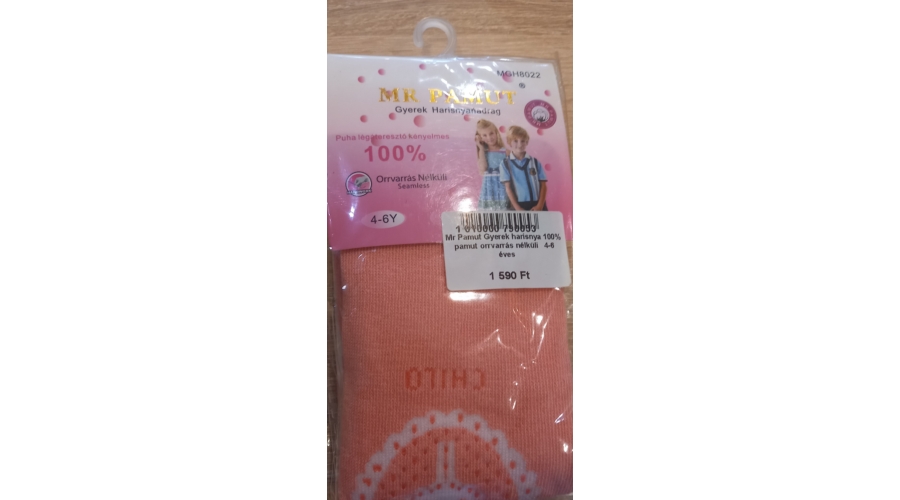 MGH8022
MR PAMUT ®
Gyerek Harisnyanadrág
Puha légáteresztő kényelmes
100%
Orrvarrás Nélküli
Seamless
4-6Y
Mr Pamut Gyerek harisnya 100%
pamut orrvarrás nélküli 4-6
éves
1 590 Ft